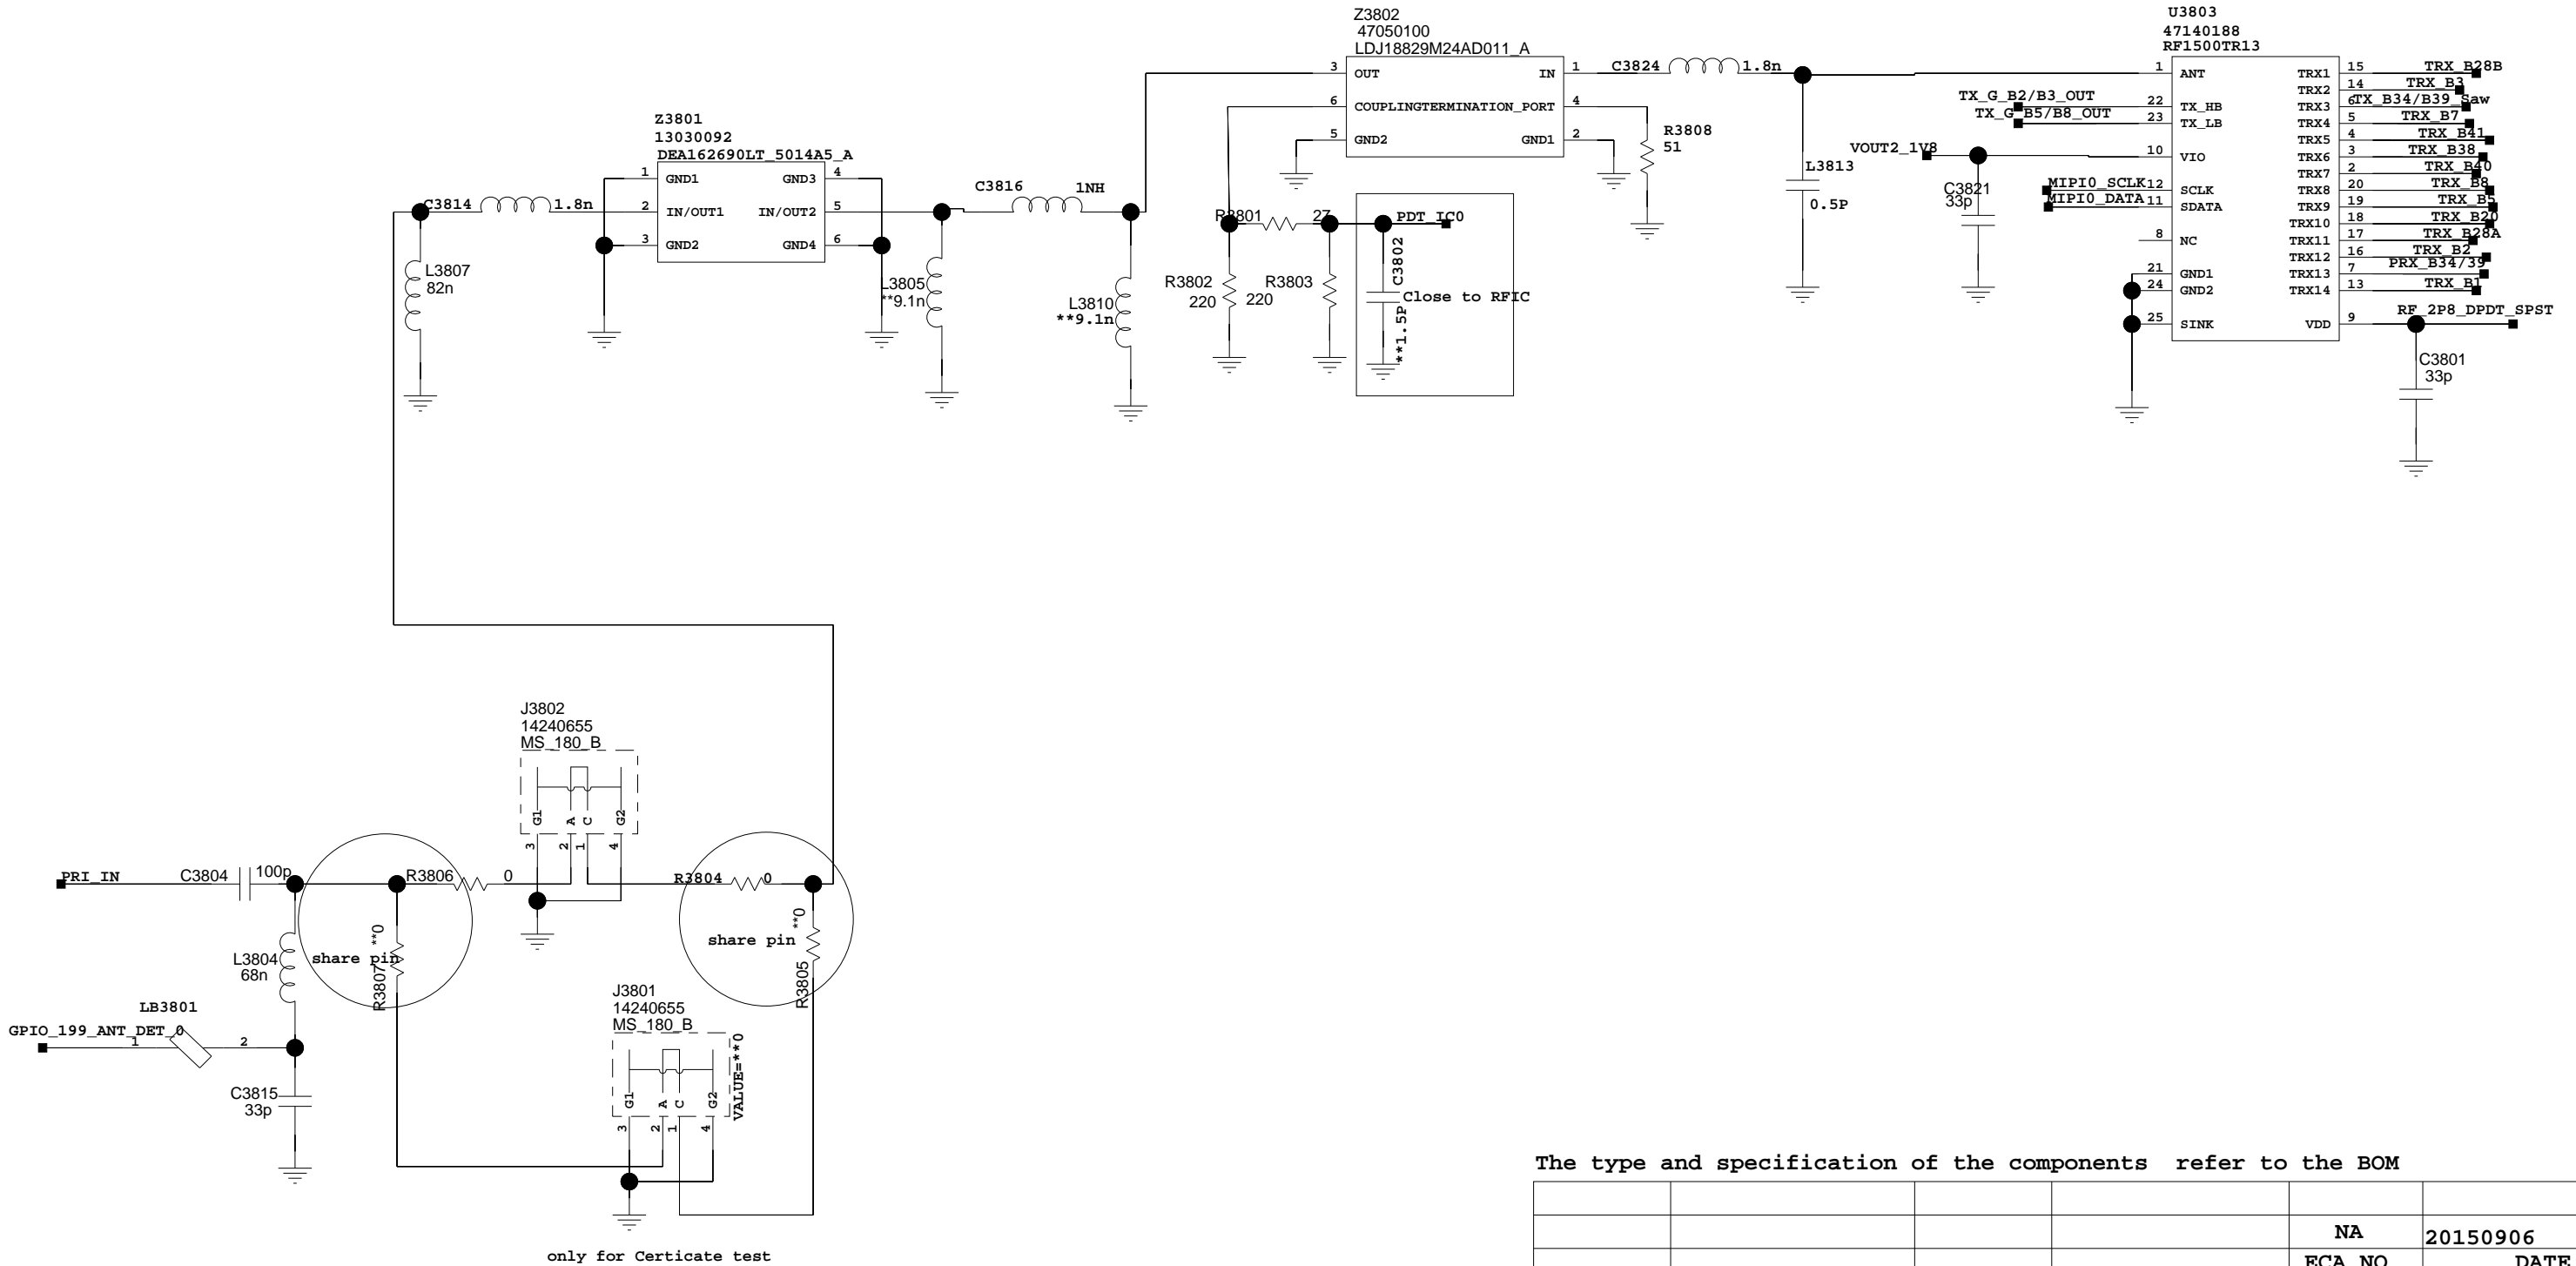 Z3802
47050100
LDJ18829M24AD011_A
3 OUT IN 1
6 COUPLINGTERMINATION_PORT 4
5 GND2 GND1 2
C3824 1.8n
R3808
51
L3813
0.5P
U3803
47140188
RF1500TR13
1 ANT TRX1 15 TRX_B28B
TRX2 14 TRX_B3
TX_G_B2/B3_OUT 22 TX_HB TRX3 6 TX_B34/B39_Saw
TX_G_B5/B8_OUT 23 TX_LB TRX4 5 TRX_B7
TRX5 4 TRX_B41
VOUT2_1V8 10 VIO TRX6 3 TRX_B38
TRX7 2 TRX_B40
MIPI0_SCLK 12 SCLK TRX8 20 TRX_B8
MIPI0_DATA 11 SDATA TRX9 19 TRX_B5
TRX10 18 TRX_B20
8 NC TRX11 17 TRX_B28A
TRX12 16 TRX_B2
21 GND1 TRX13 7 PRX_B34/39
24 GND2 TRX14 13 TRX_B1
25 SINK VDD 9 RF_2P8_DPDT_SPST
C3821
33p
C3801
33p
Z3801
13030092
DEA162690LT_5014A5_A
1 GND1 GND3 4
2 IN/OUT1 IN/OUT2 5
3 GND2 GND4 6
C3814 1.8n
C3816 1NH
L3807
82n
L3805
**9.1n
L3810
**9.1n
R3801 27
PDT_IC0
R3802
220
R3803
220
C3802
**1.5P
Close to RFIC
J3802
14240655
MS_180_B
G1 A C G2
3 2 1 4
PRI_IN
C3804 100p
R3806 0
R3804 0
share pin
R3807 **0
share pin
R3805 **0
L3804
68n
LB3801
GPIO_199_ANT_DET_0
1 2
C3815
33p
J3801
14240655
MS_180_B
VALUE=**0
G1 A C G2
3 2 1 4
only for Certicate test
The type and specification of the components refer to the BOM
NA 20150906
ECA NO DATE